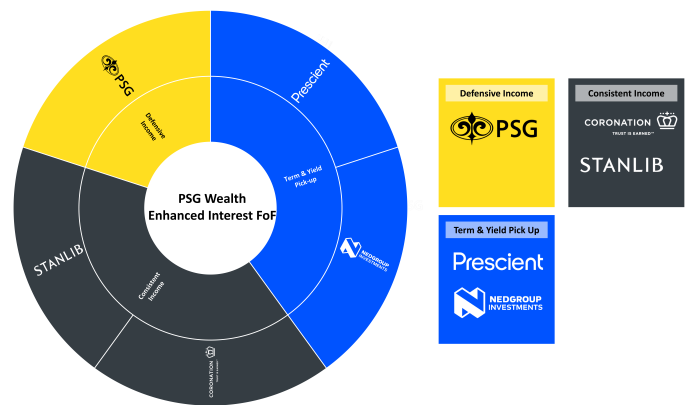 PSG
Prescient
Defensive
Income
Term & Yield
Pick-up
PSG Wealth
Enhanced Interest FoF
STANLIB
NEDGROUP
INVESTMENTS
Consistent
Income
CORONATION
Defensive Income
PSG
Consistent Income
CORONATION
TRUST IS EARNED™
STANLIB
Term & Yield Pick Up
Prescient
NEDGROUP
INVESTMENTS